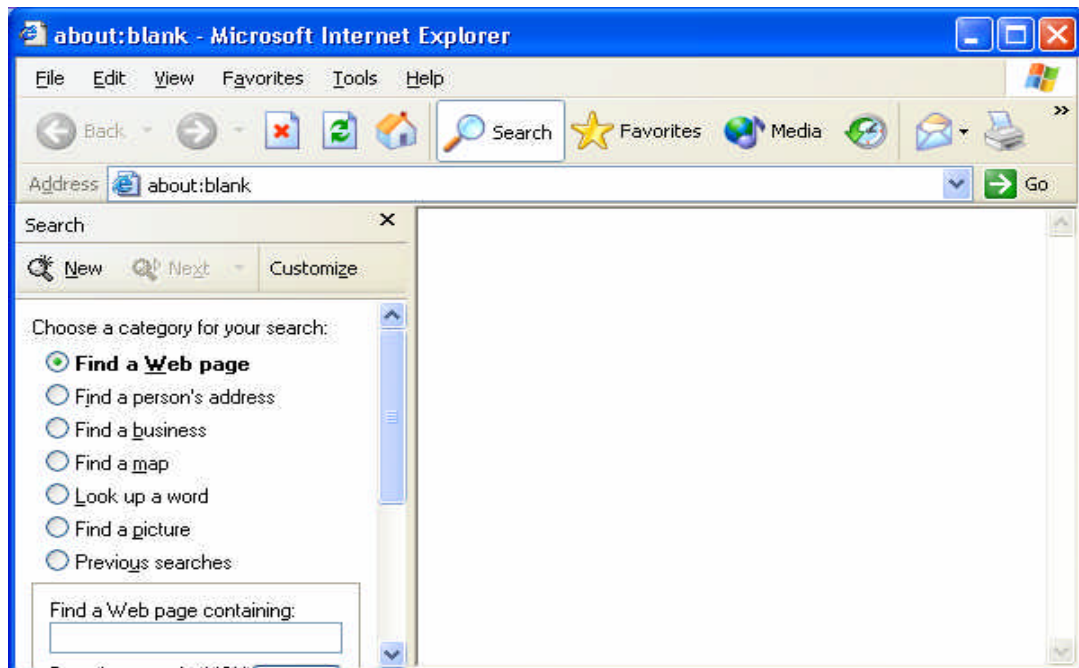 about:blank - Microsoft Internet Explorer
File Edit View Favorites Tools Help
Back Search Favorites Media »
Address about:blank Go
Search
New Next Customize
Choose a category for your search:
Find a Web page
Find a person's address
Find a business
Find a map
Look up a word
Find a picture
Previous searches
Find a Web page containing: